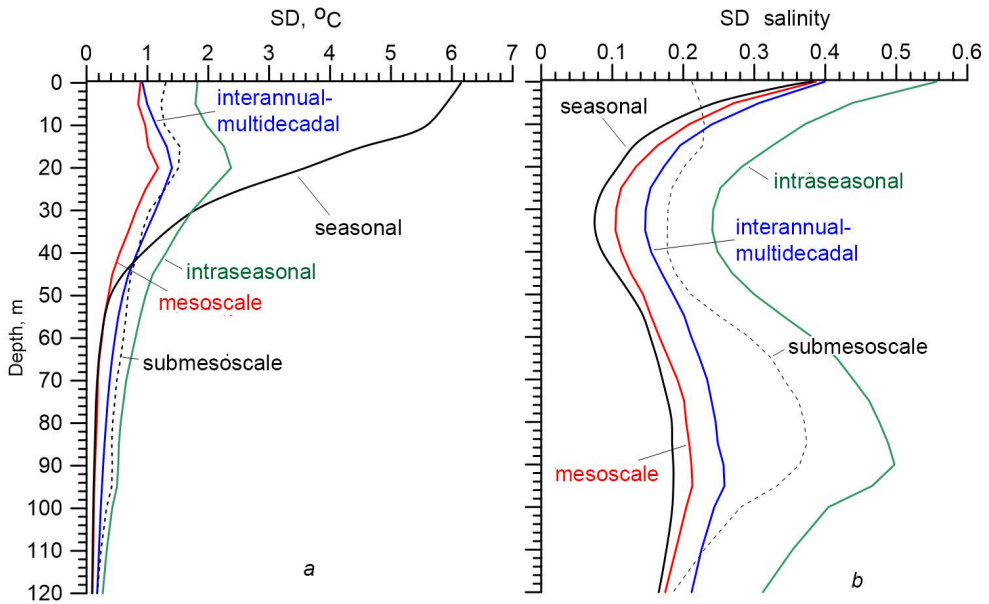 SD, °C
0 1 2 3 4 5 6 7
0
10
20
30
40
50
60
70
80
90
100
110
120
Depth, m
interannual-
multidecadal
seasonal
intraseasonal
mesoscale
submesoscale
a
SD salinity
0 0.1 0.2 0.3 0.4 0.5 0.6
seasonal
intraseasonal
interannual-
multidecadal
submesoscale
mesoscale
b